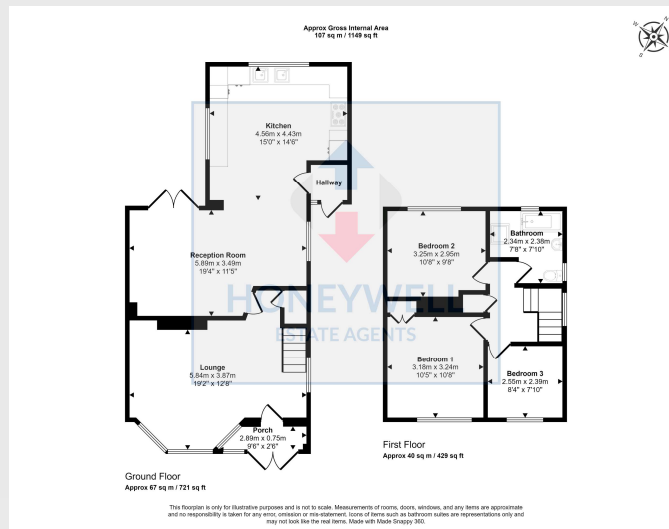 Approx Gross Internal Area
107 sq m / 1149 sq ft
N
W
S
Kitchen
4.56m x 4.43m
15'0" x 14'6"
Hallway
Reception Room
5.89m x 3.49m
19'4" x 11'5"
Bedroom 2
3.25m x 2.95m
10'8" x 9'8"
Bathroom
2.34m x 2.38m
7'8" x 7'10"
HONEYWELL
ESTATE AGENTS
Lounge
5.84m x 3.87m
19'2" x 12'8"
Bedroom 1
3.18m x 3.24m
10'5" x 10'8"
Bedroom 3
2.55m x 2.39m
8'4" x 7'10"
Porch
2.89m x 0.75m
9'6" x 2'6"
First Floor
Approx 40 sq m / 429 sq ft
Ground Floor
Approx 67 sq m / 721 sq ft
This floorplan is only for illustrative purposes and is not to scale. Measurements of rooms, doors, windows, and any items are approximate
and no responsibility is taken for any error, omission or mis-statement. Icons of items such as bathroom suites are representations only and
may not look like the real items. Made with Made Snappy 360.